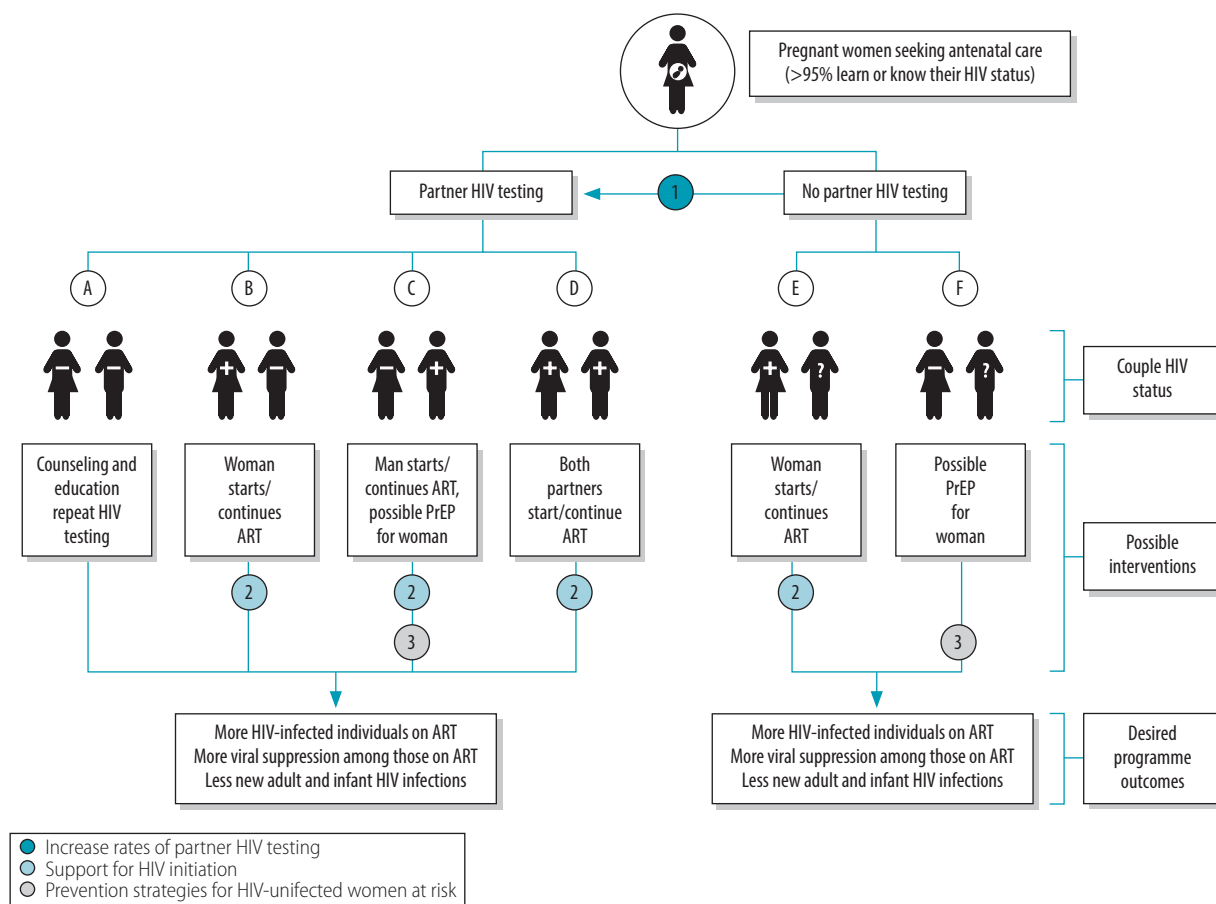 Pregnant women seeking antenatal care
(>95% learn or know their HIV status)
Partner HIV testing
1
No partner HIV testing
A
B
C
D
E
F
− −
+ −
− +
+ +
+ ?
− ?
Couple HIV
status
Counseling and
education
repeat HIV
testing
Woman
starts/
continues
ART
Man starts/
continues ART,
possible PrEP
for woman
Both
partners
start/continue
ART
Woman
starts/
continues
ART
Possible
PrEP
for
woman
Possible
interventions
2
2
2
2
3
3
More HIV-infected individuals on ART
More viral suppression among those on ART
Less new adult and infant HIV infections
More HIV-infected individuals on ART
More viral suppression among those on ART
Less new adult and infant HIV infections
Desired
programme
outcomes
Increase rates of partner HIV testing
Support for HIV initiation
Prevention strategies for HIV-unifected women at risk